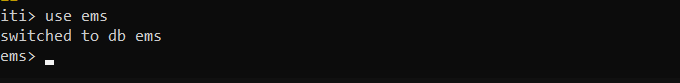 iti> use ems
switched to db ems
ems>